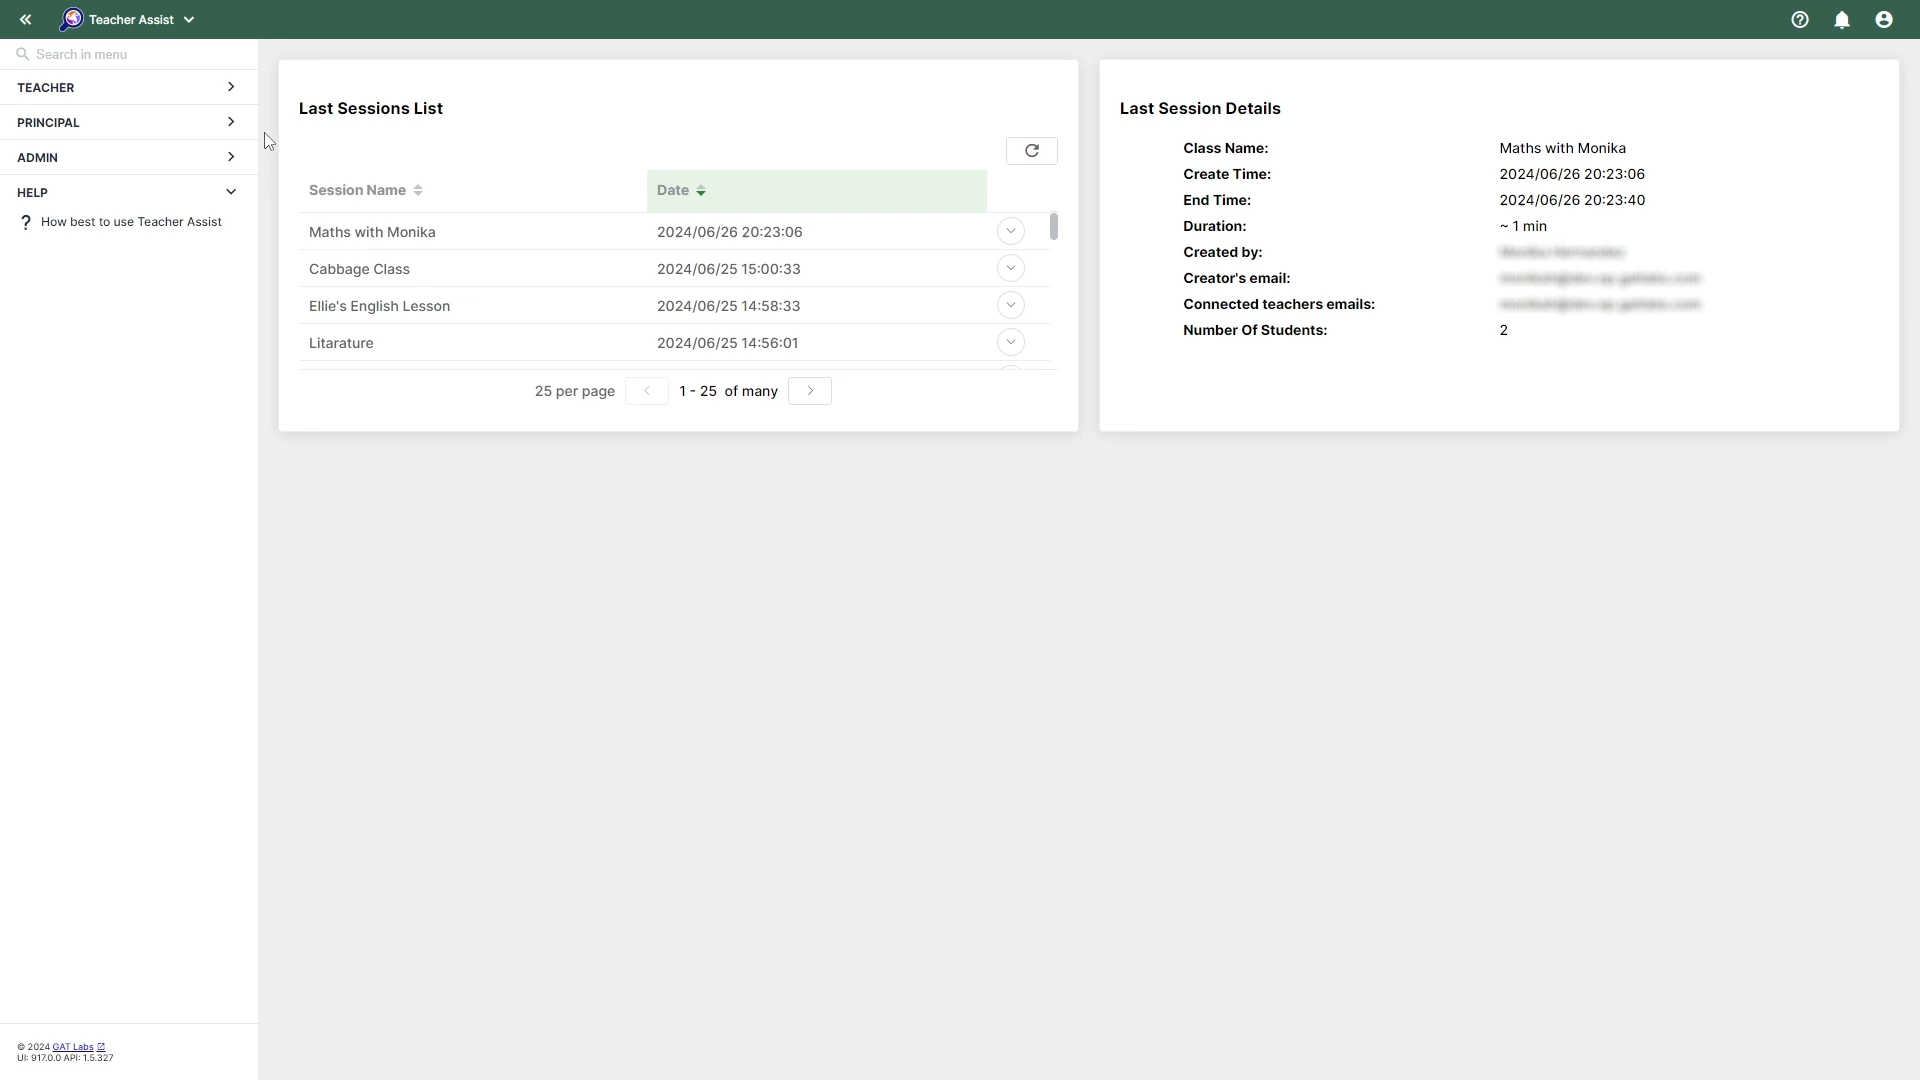 Teacher Assist
Search in menu
TEACHER
PRINCIPAL
ADMIN
HELP
? How best to use Teacher Assist
© 2024 GAT Labs
UI: 917.0.0 API: 1.5.327
Last Sessions List
Session Name Date
Maths with Monika 2024/06/26 20:23:06
Cabbage Class 2024/06/25 15:00:33
Ellie's English Lesson 2024/06/25 14:58:33
Litarature 2024/06/25 14:56:01
25 per page 1 - 25 of many
Last Session Details
Class Name: Maths with Monika
Create Time: 2024/06/26 20:23:06
End Time: 2024/06/26 20:23:40
Duration: ~ 1 min
Created by:
Creator's email:
Connected teachers emails:
Number Of Students: 2